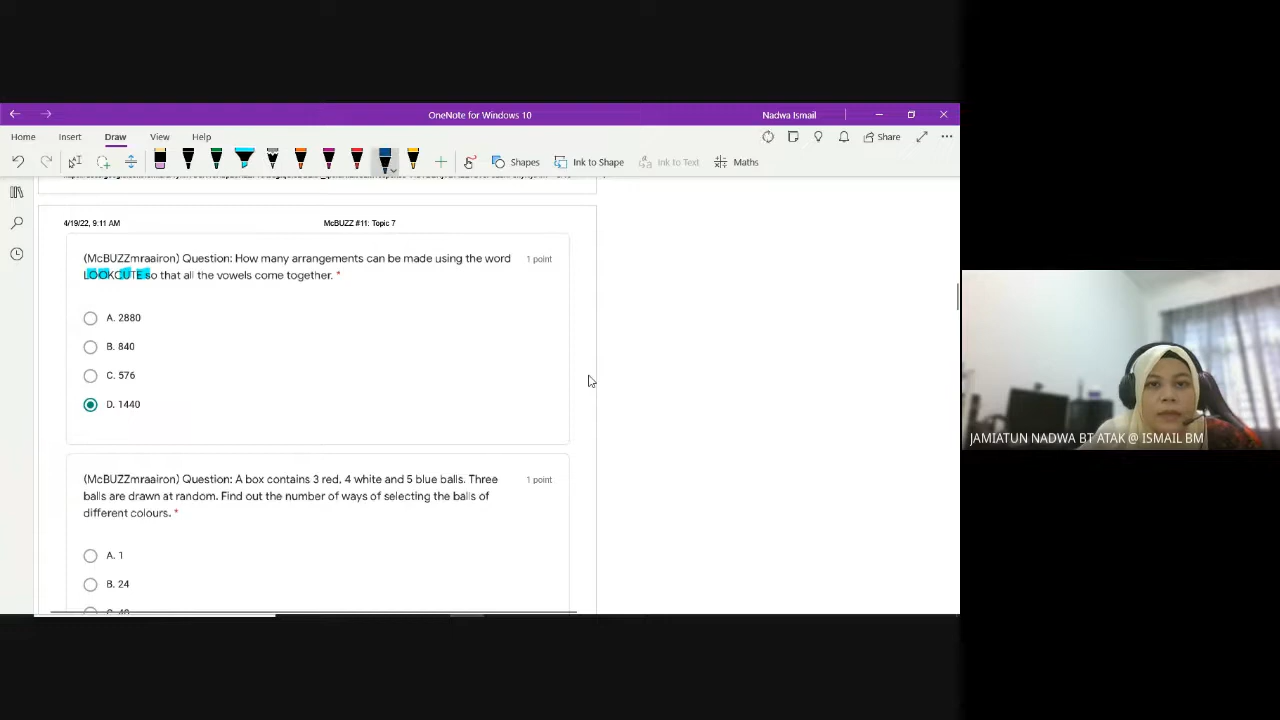 OneNote for Windows 10
Nadwa Ismail
Home Insert Draw View Help
Share
Shapes Ink to Shape Ink to Text Maths
4/19/22, 9:11 AM McBUZZ #11: Topic 7
(McBUZZmraairon) Question: How many arrangements can be made using the word 1 point
LOOKCUTE so that all the vowels come together. *
A. 2880
B. 840
C. 576
D. 1440
(McBUZZmraairon) Question: A box contains 3 red, 4 white and 5 blue balls. Three 1 point
balls are drawn at random. Find out the number of ways of selecting the balls of
different colours. *
A. 1
B. 24
JAMIATUN NADWA BT ATAK @ ISMAIL BM